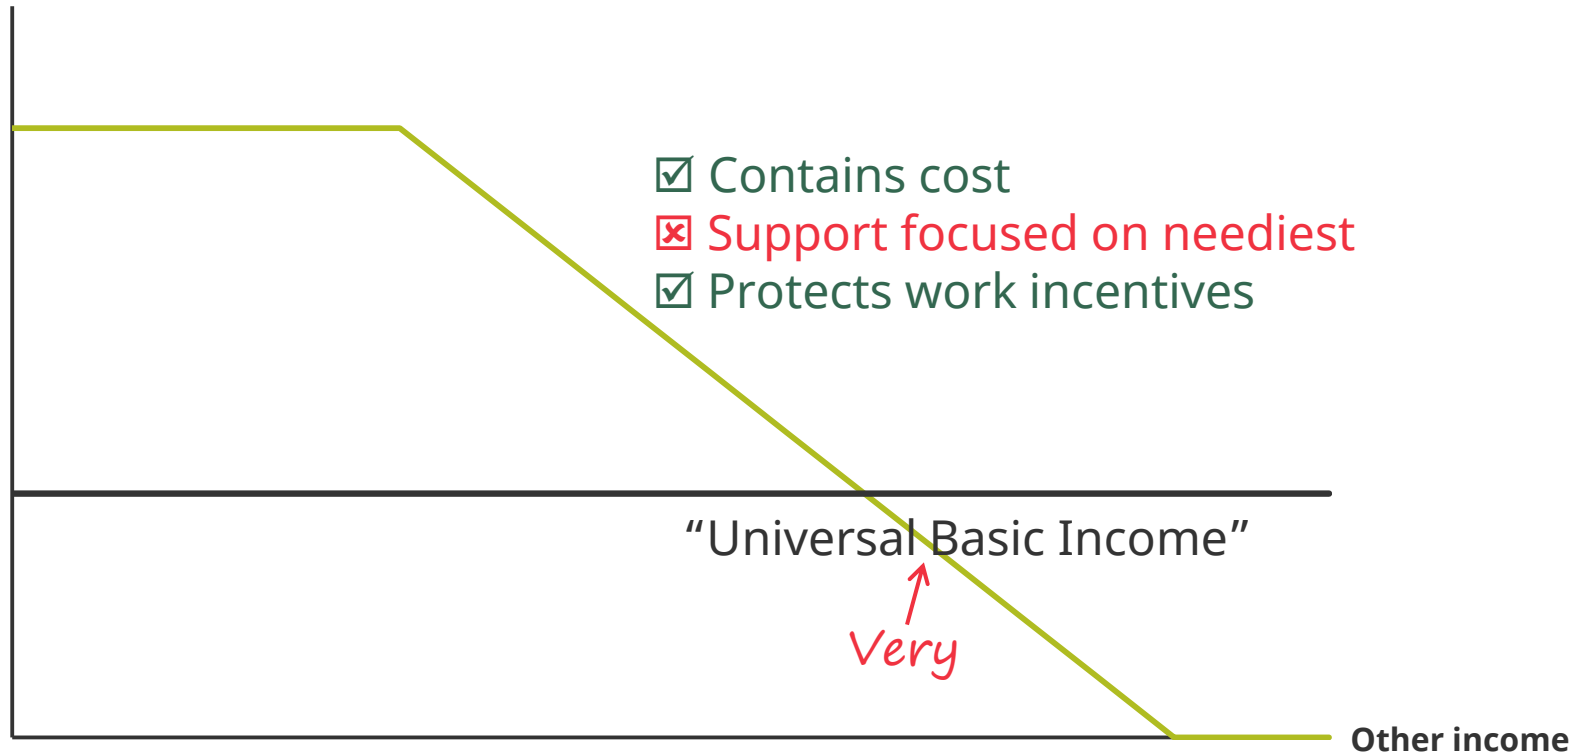 ☑ Contains cost
☒ Support focused on neediest
☑ Protects work incentives
“Universal Basic Income”
Very
Other income